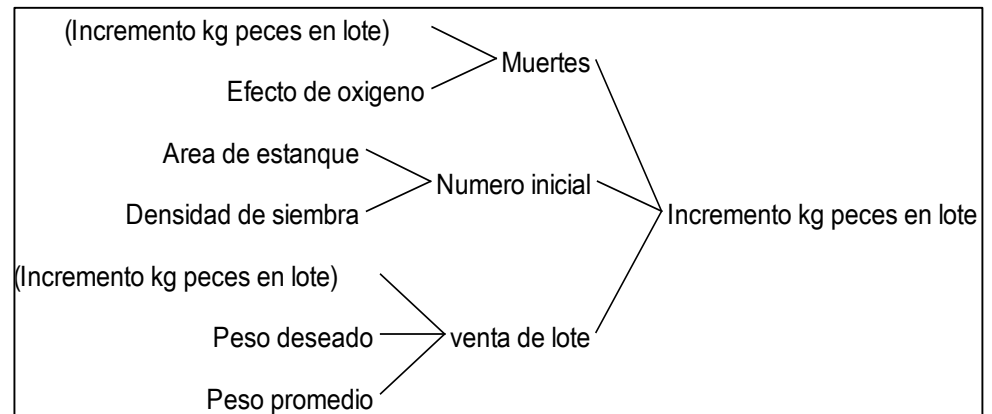 (Incremento kg peces en lote)
Muertes
Efecto de oxigeno
Area de estanque
Numero inicial
Densidad de siembra
Incremento kg peces en lote
(Incremento kg peces en lote)
Peso deseado
venta de lote
Peso promedio